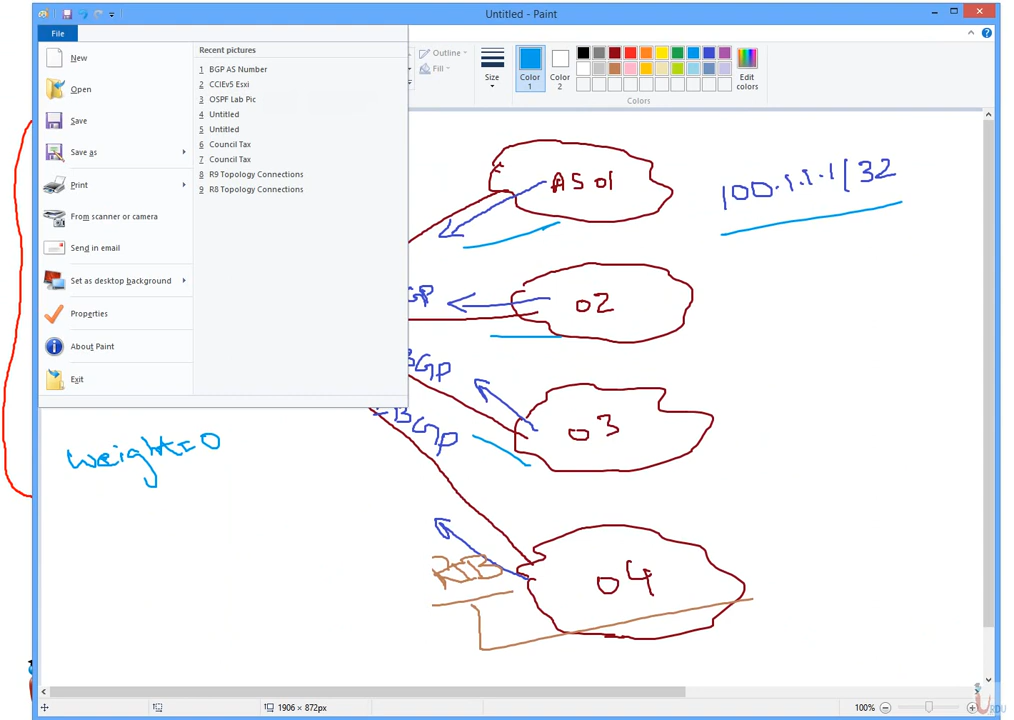 Untitled - Paint
File
New
Open
Save
Save as
Print
From scanner or camera
Send in email
Set as desktop background
Properties
About Paint
Exit
Recent pictures
1 BGP AS Number
2 CCIEv5 Esxi
3 OSPF Lab Pic
4 Untitled
5 Untitled
6 Council Tax
7 Council Tax
8 R9 Topology Connections
9 R8 Topology Connections
Outline
Fill
Size
Color 1
Color 2
Edit colors
Colors
AS 01
100.1.1.1/32
02
GP
BGP
03
EBGP
weight=0
RIB
04
1906 × 872px
100%